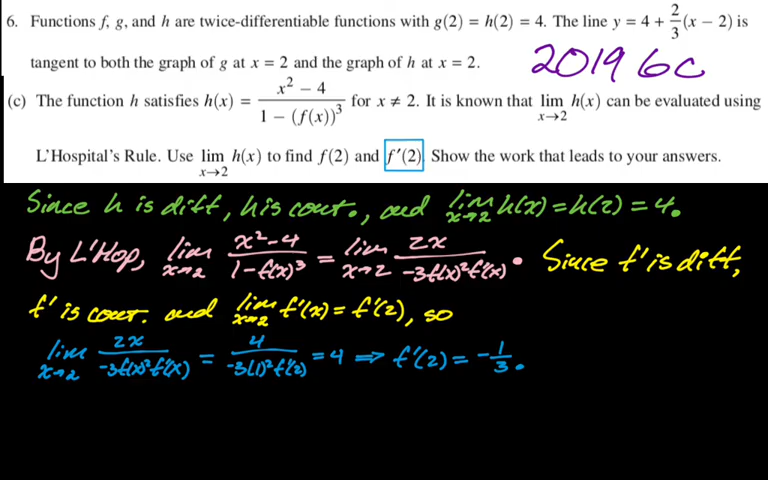 6. Functions f, g, and h are twice-differentiable functions with g(2) = h(2) = 4. The line y = 4 + 2/3(x − 2) is
tangent to both the graph of g at x = 2 and the graph of h at x = 2.
2019 6C
(c) The function h satisfies h(x) = (x² − 4)/(1 − (f(x))³) for x ≠ 2. It is known that lim x→2 h(x) can be evaluated using
L'Hospital's Rule. Use lim x→2 h(x) to find f(2) and f′(2). Show the work that leads to your answers.
Since h is diff, h is cont., and lim x→2 h(x) = h(2) = 4.
By L'Hop, lim x→2 (x²-4)/(1-f(x)³) = lim x→2 2x/(-3f(x)²f'(x)). Since f' is diff,
f' is cont. and lim x→2 f'(x) = f'(2), so
lim x→2 2x/(-3f(x)²f'(x)) = 4/(-3(1)²f'(2)) = 4 ⇒ f'(2) = -1/3.